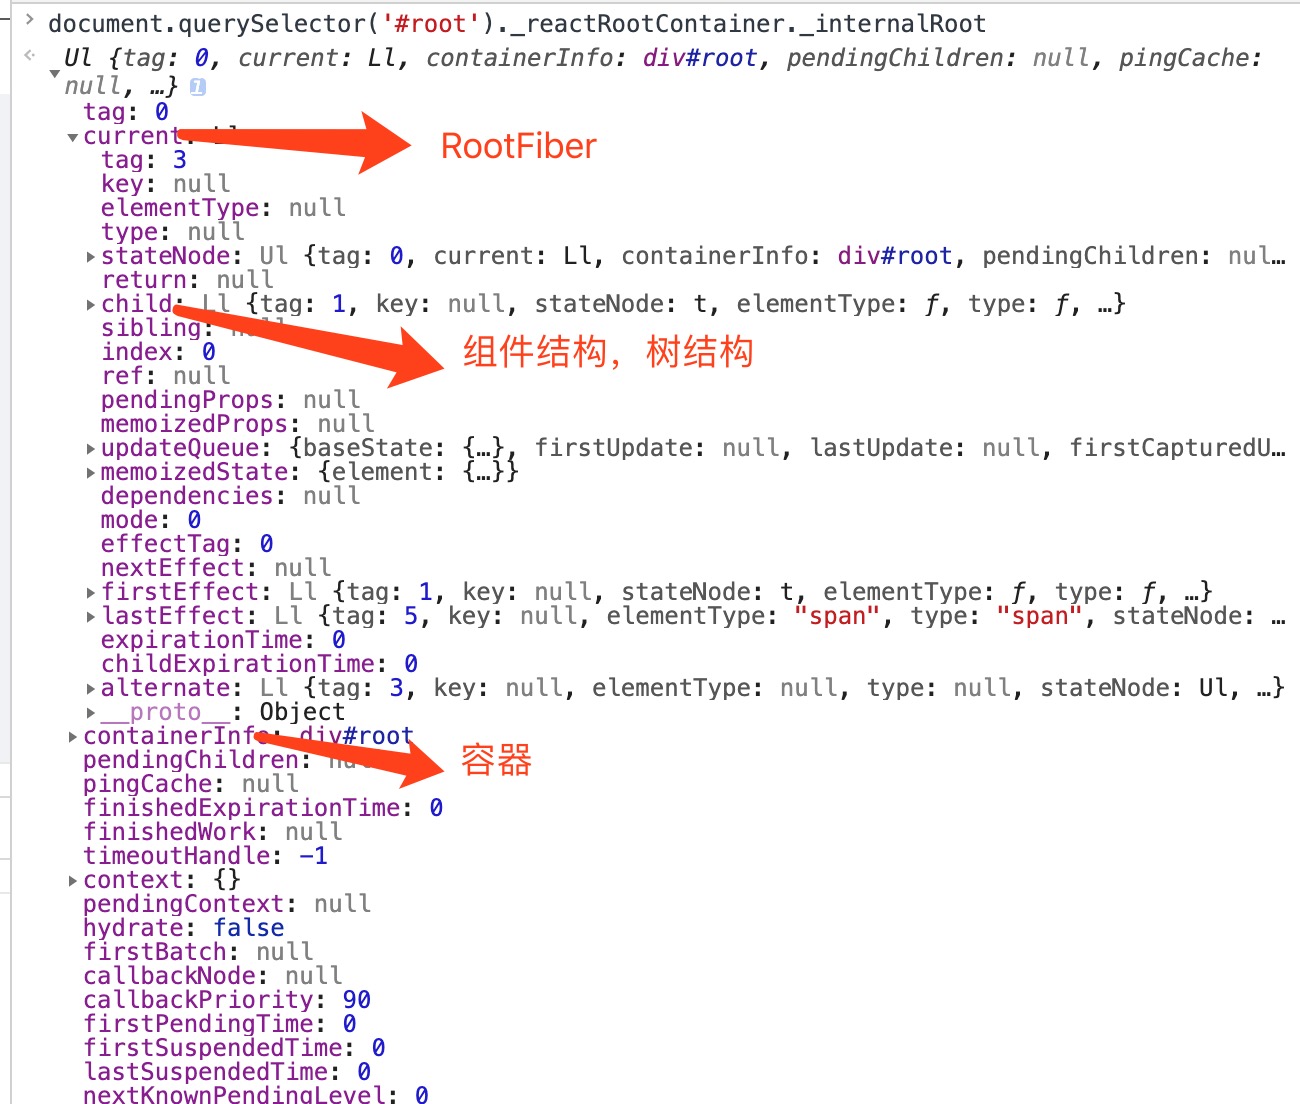 document.querySelector('#root')._reactRootContainer._internalRoot
Ul {tag: 0, current: Ll, containerInfo: div#root, pendingChildren: null, pingCache:
null, …}
tag: 0
current: Ll
RootFiber
tag: 3
key: null
elementType: null
type: null
stateNode: Ul {tag: 0, current: Ll, containerInfo: div#root, pendingChildren: nul…
return: null
child: Ll {tag: 1, key: null, stateNode: t, elementType: ƒ, type: ƒ, …}
sibling: null
组件结构，树结构
index: 0
ref: null
pendingProps: null
memoizedProps: null
updateQueue: {baseState: {…}, firstUpdate: null, lastUpdate: null, firstCapturedU…
memoizedState: {element: {…}}
dependencies: null
mode: 0
effectTag: 0
nextEffect: null
firstEffect: Ll {tag: 1, key: null, stateNode: t, elementType: ƒ, type: ƒ, …}
lastEffect: Ll {tag: 5, key: null, elementType: "span", type: "span", stateNode: …
expirationTime: 0
childExpirationTime: 0
alternate: Ll {tag: 3, key: null, elementType: null, type: null, stateNode: Ul, …}
__proto__: Object
containerInfo: div#root
容器
pendingChildren: null
pingCache: null
finishedExpirationTime: 0
finishedWork: null
timeoutHandle: -1
context: {}
pendingContext: null
hydrate: false
firstBatch: null
callbackNode: null
callbackPriority: 90
firstPendingTime: 0
firstSuspendedTime: 0
lastSuspendedTime: 0
nextKnownPendingLevel: 0